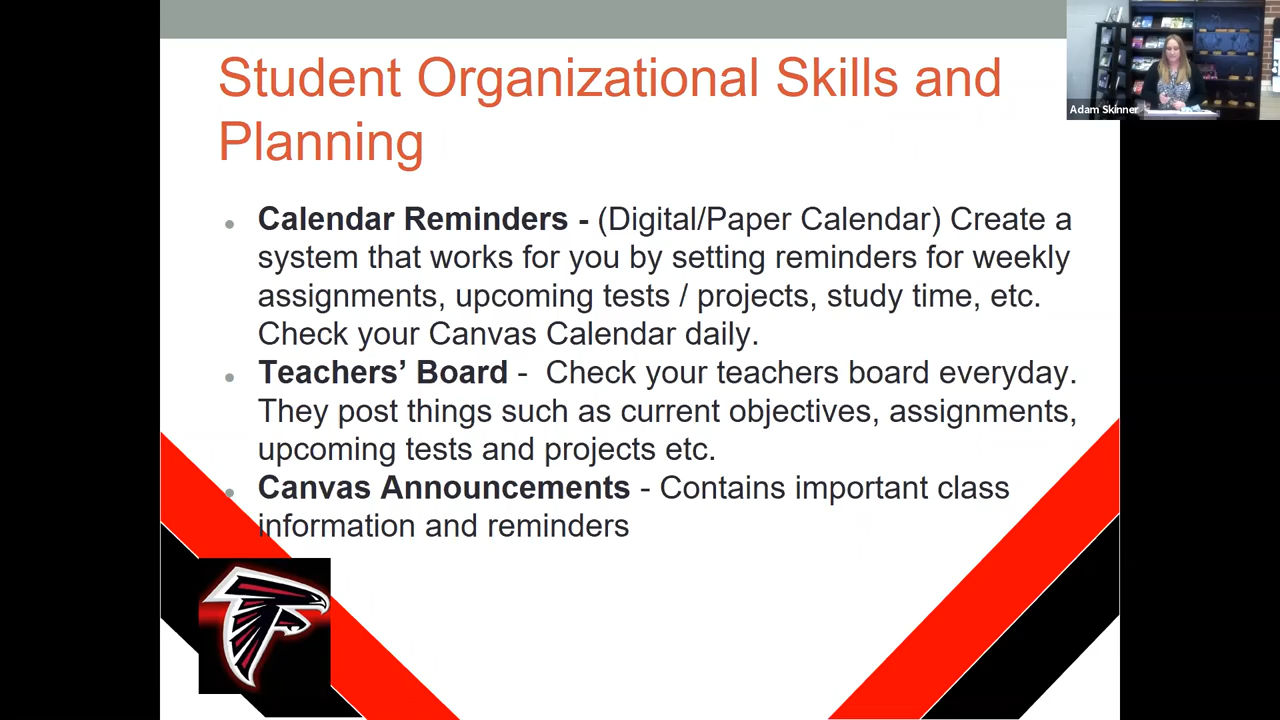 Student Organizational Skills and
Planning
Adam Skinner
Calendar Reminders - (Digital/Paper Calendar) Create a
system that works for you by setting reminders for weekly
assignments, upcoming tests / projects, study time, etc.
Check your Canvas Calendar daily.
Teachers’ Board - Check your teachers board everyday.
They post things such as current objectives, assignments,
upcoming tests and projects etc.
Canvas Announcements - Contains important class
information and reminders